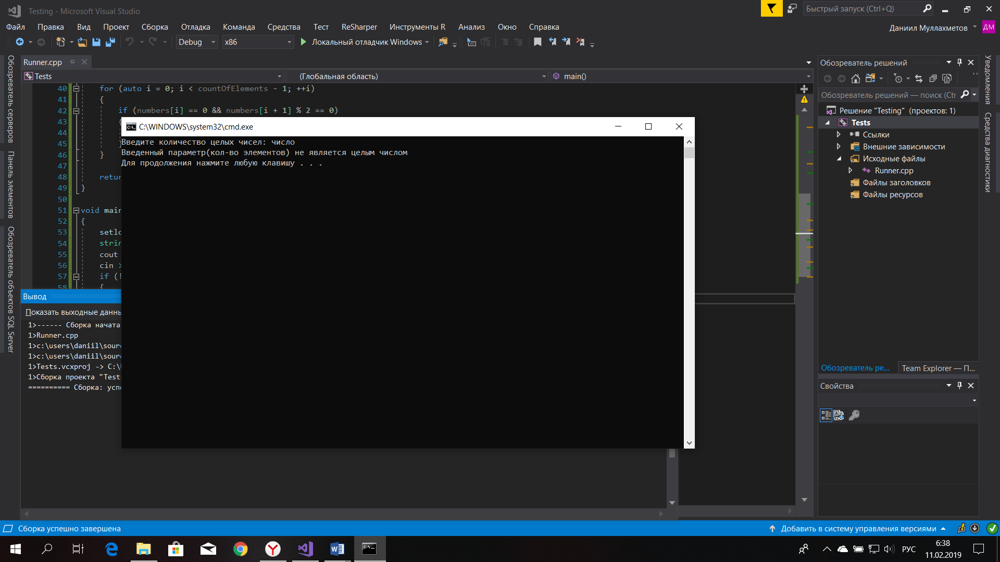 Testing - Microsoft Visual Studio
Быстрый запуск (Ctrl+Q)
Файл Правка Вид Проект Сборка Отладка Команда Средства Тест ReSharper Инструменты R Анализ Окно Справка
Даниил Муллахметов ДМ
Debug x86 Локальный отладчик Windows
Обозреватель серверов
Панель элементов
Обозреватель объектов SQL Server
Runner.cpp
Tests (Глобальная область) main()
40 for (auto i = 0; i < countOfElements - 1; ++i)
41 {
42 if (numbers[i] == 0 && numbers[i + 1] % 2 == 0)
43
44
45
46 }
47
48
49 }
50
51 void main
52 {
53
54
55 cout
56 cin
57 if (!
58 {
C:\WINDOWS\system32\cmd.exe
Введите количество целых чисел: число
Введенный параметр(кол-во элементов) не является целым числом
Для продолжения нажмите любую клавишу . . .
Вывод
Показать выходные данн
1>------ Сборка начата
1>Runner.cpp
1>c:\users\daniil\sour
1>c:\users\daniil\sour
1>Tests.vcxproj -> C:\
1>Сборка проекта "Test
========== Сборка: усп
Обозреватель решений
Обозреватель решений — поиск (Ctr
Решение "Testing" (проектов: 1)
Tests
Ссылки
Внешние зависимости
Исходные файлы
Runner.cpp
Файлы заголовков
Файлы ресурсов
Обозреватель ре... Team Explorer — П...
Свойства
Уведомления
Средства диагностики
Сборка успешно завершена
Добавить в систему управления версиями
РУС
6:38
11.02.2019